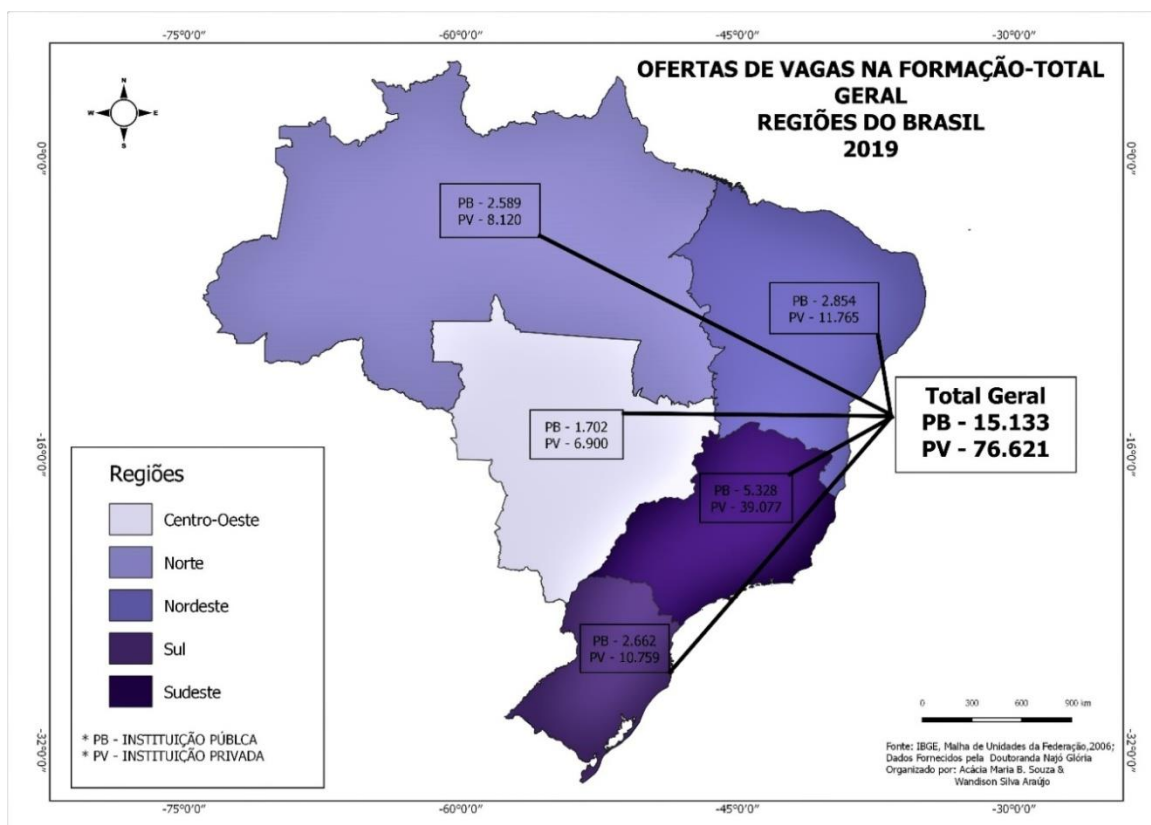 -75°0'0"
-60°0'0"
-45°0'0"
-30°0'0"
OFERTAS DE VAGAS NA FORMAÇÃO-TOTAL
GERAL
REGIÕES DO BRASIL
2019
N
W
E
S
0°0'0"
0°0'0"
PB - 2.589
PV - 8.120
PB - 2.854
PV - 11.765
Total Geral
PB - 15.133
PV - 76.621
PB - 1.702
PV - 6.900
-16°0'0"
-16°0'0"
PB - 5.328
PV - 39.077
PB - 2.662
PV - 10.759
Regiões
Centro-Oeste
Norte
Nordeste
Sul
Sudeste
* PB - INSTITUIÇÃO PÚBLCA
* PV - INSTITUIÇÃO PRIVADA
0 300 600 900 km
-32°0'0"
-32°0'0"
Fonte: IBGE, Malha de Unidades da Federação,2006;
Dados Fornecidos pela Doutoranda Najó Glória
Organizado por: Acácia Maria B. Souza &
Wandison Silva Araújo
-75°0'0"
-60°0'0"
-45°0'0"
-30°0'0"